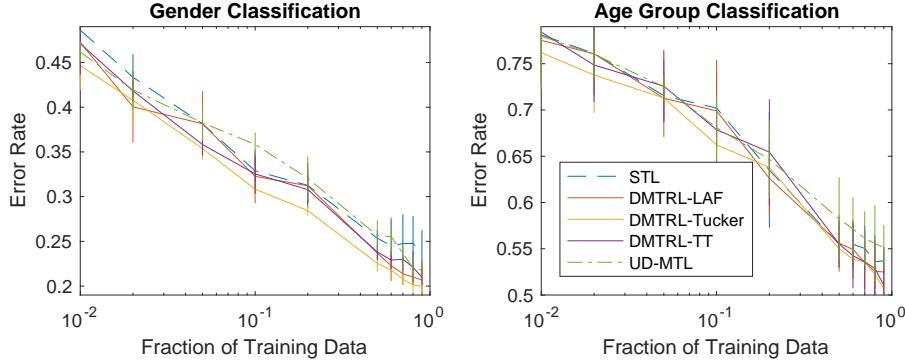 Gender Classification
Error Rate
0.45
0.4
0.35
0.3
0.25
0.2
10^-2
10^-1
10^0
Fraction of Training Data
Age Group Classification
Error Rate
0.75
0.7
0.65
0.6
0.55
0.5
STL
DMTRL-LAF
DMTRL-Tucker
DMTRL-TT
UD-MTL
10^-2
10^-1
10^0
Fraction of Training Data